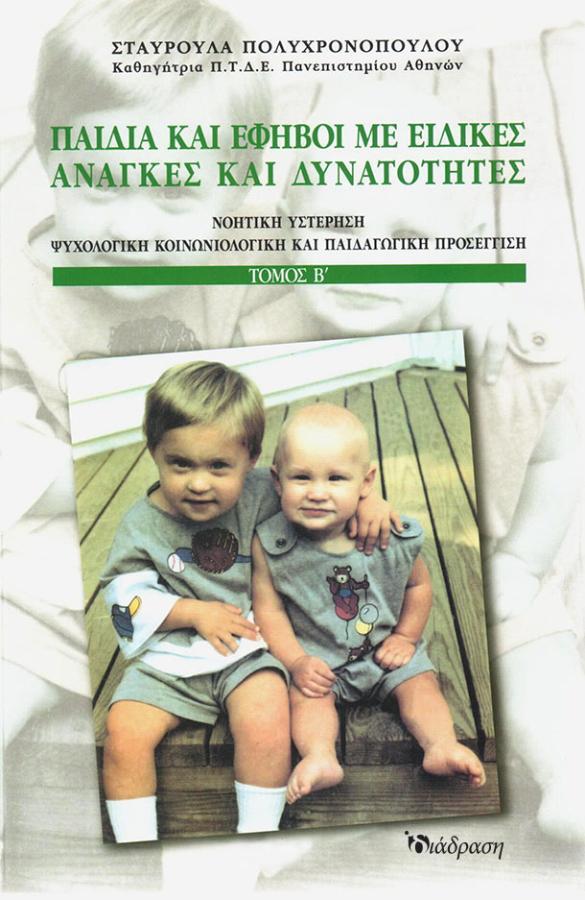 ΣΤΑΥΡΟΥΛΑ ΠΟΛΥΧΡΟΝΟΠΟΥΛΟΥ
Καθηγήτρια Π.Τ.Δ.Ε. Πανεπιστημίου Αθηνών
ΠΑΙΔΙΑ ΚΑΙ ΕΦΗΒΟΙ ΜΕ ΕΙΔΙΚΕΣ
ΑΝΑΓΚΕΣ ΚΑΙ ΔΥΝΑΤΟΤΗΤΕΣ
ΝΟΗΤΙΚΗ ΥΣΤΕΡΗΣΗ
ΨΥΧΟΛΟΓΙΚΗ ΚΟΙΝΩΝΙΟΛΟΓΙΚΗ ΚΑΙ ΠΑΙΔΑΓΩΓΙΚΗ ΠΡΟΣΕΓΓΙΣΗ
ΤΟΜΟΣ Β'
διάδραση